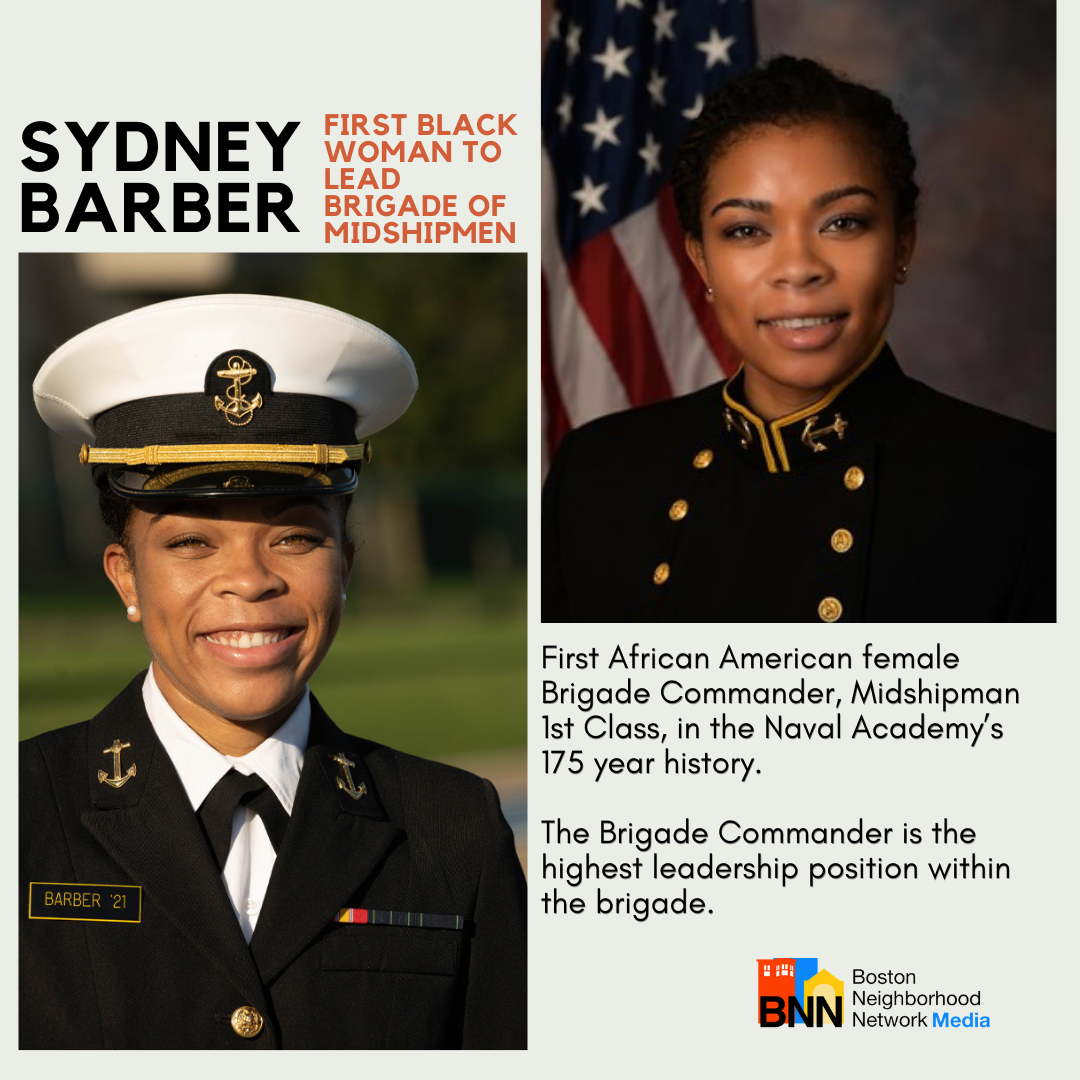 SYDNEY
BARBER
FIRST BLACK
WOMAN TO
LEAD
BRIGADE OF
MIDSHIPMEN
BARBER '21
First African American female
Brigade Commander, Midshipman
1st Class, in the Naval Academy’s
175 year history.
The Brigade Commander is the
highest leadership position within
the brigade.
BNN
Boston
Neighborhood
Network Media